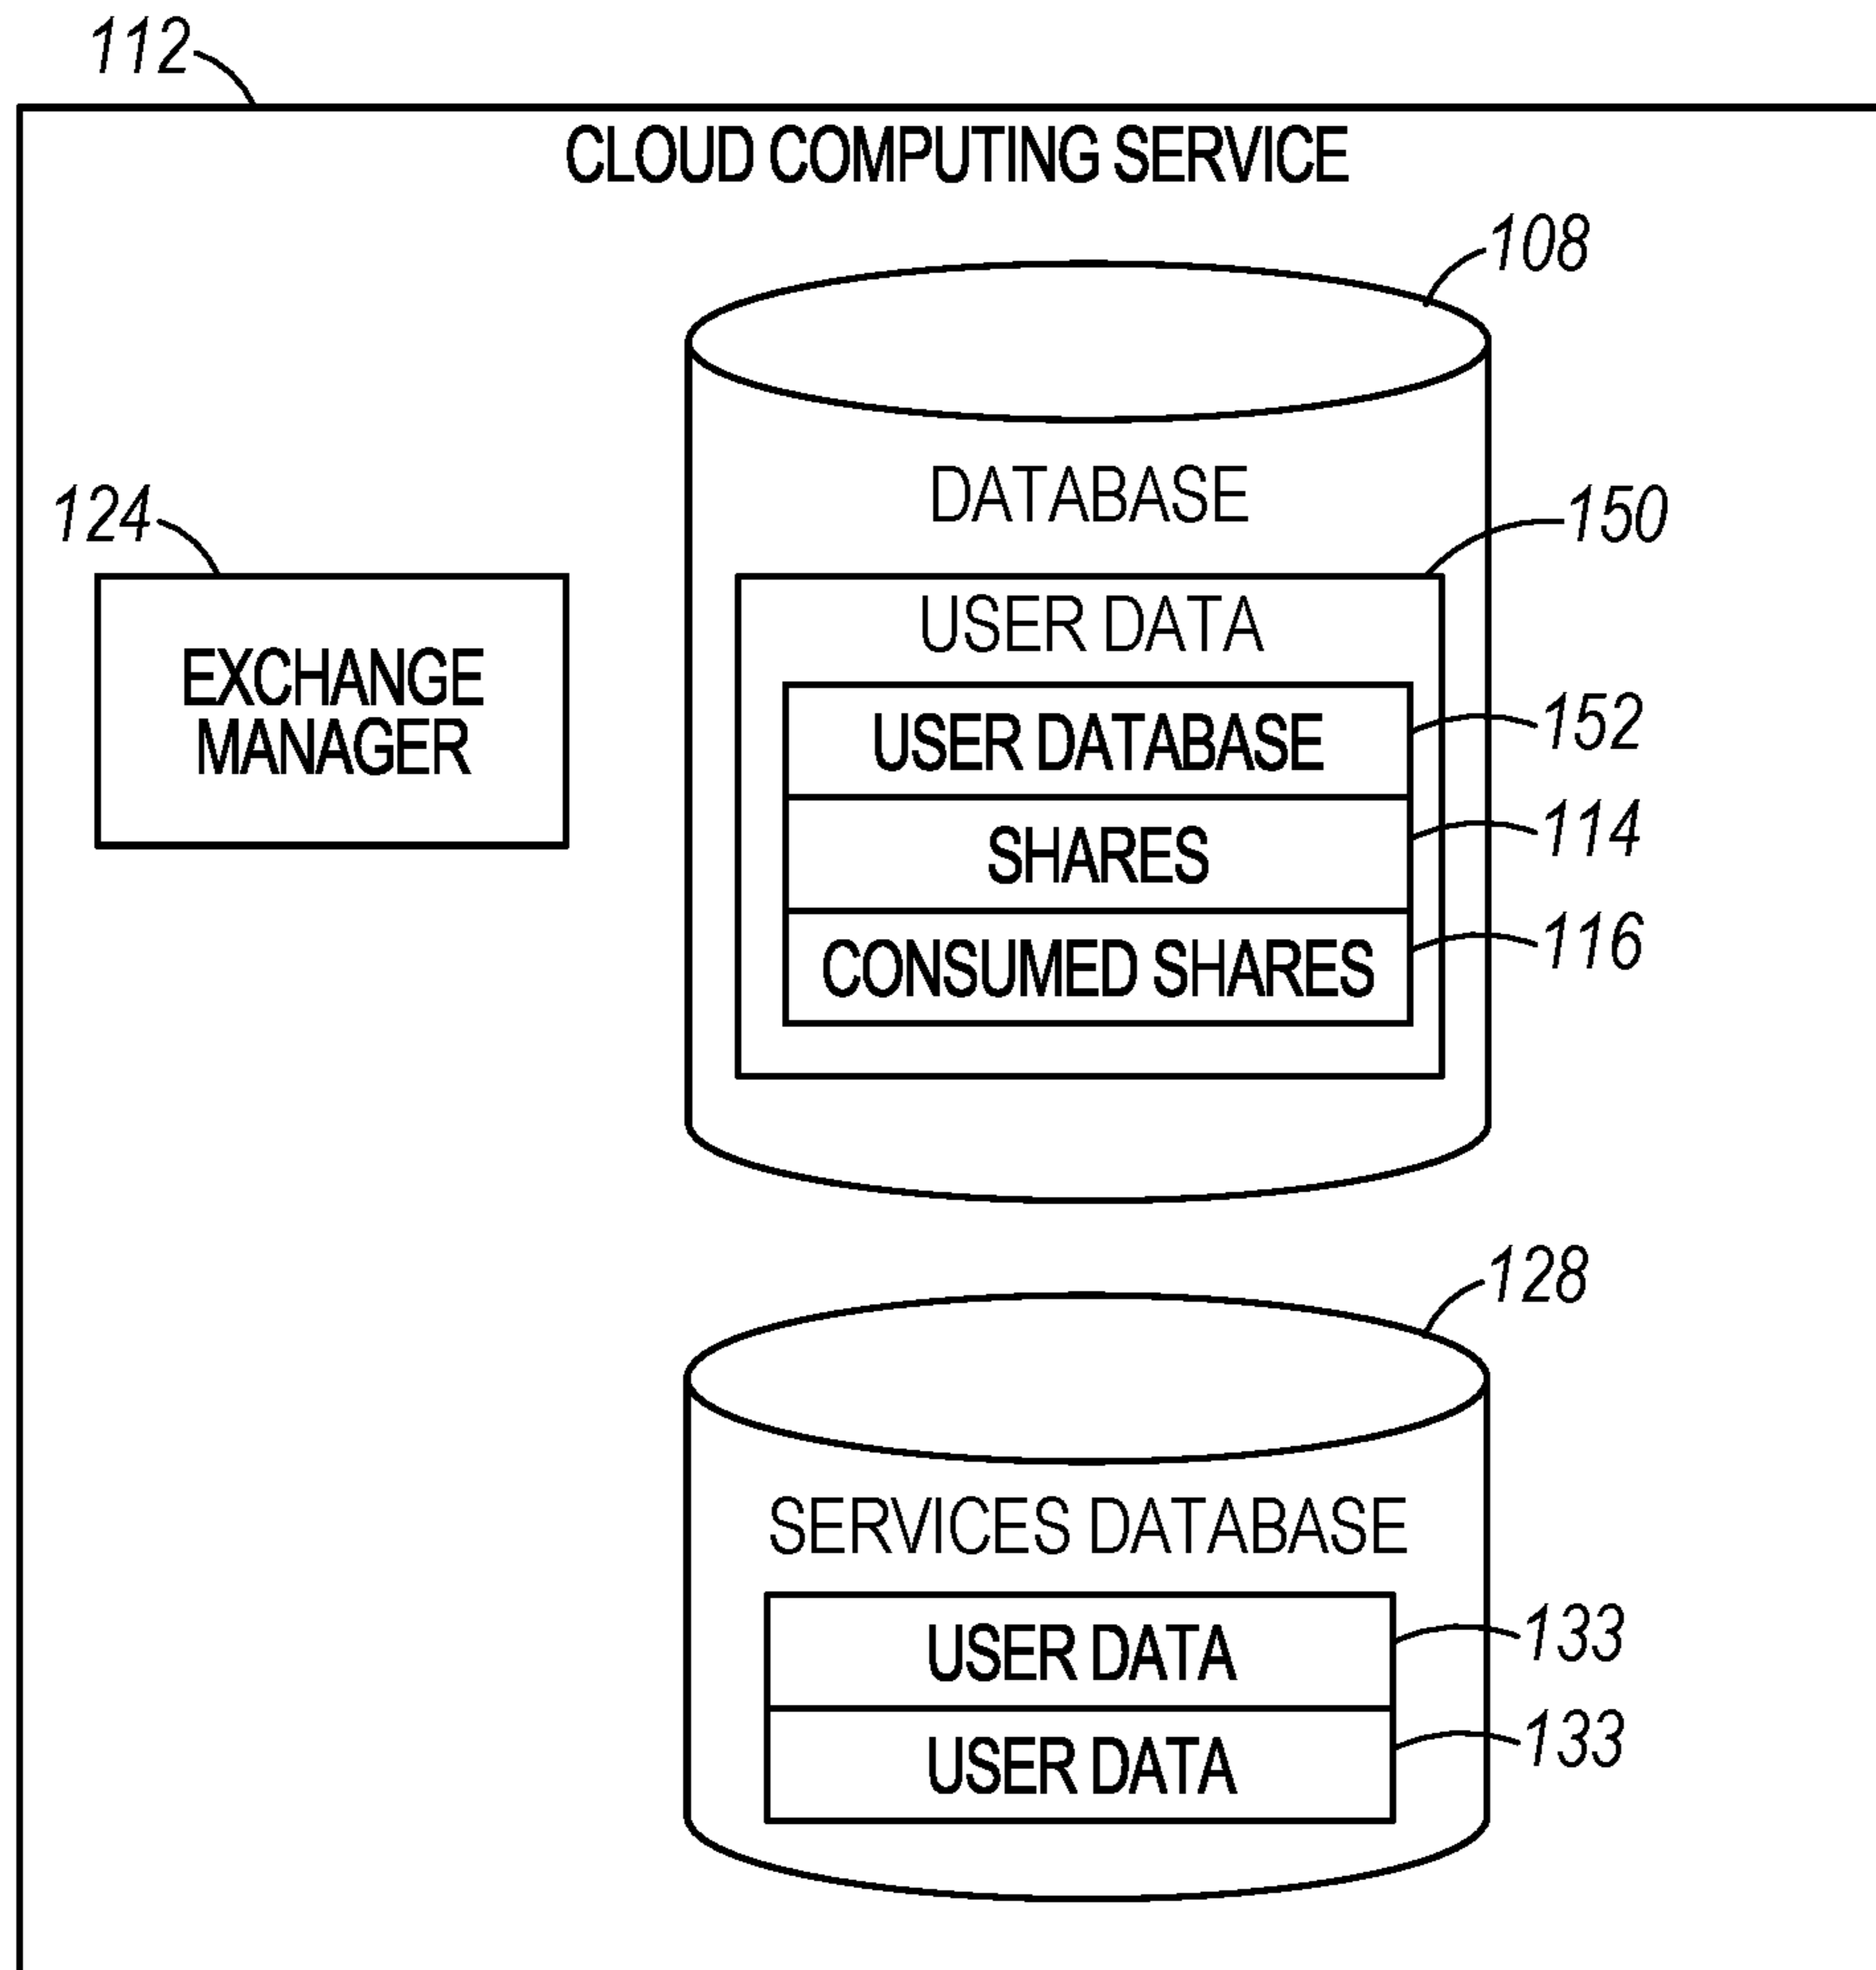 112
CLOUD COMPUTING SERVICE
108
DATABASE
124
150
USER DATA
EXCHANGE
MANAGER
USER DATABASE
152
SHARES
114
CONSUMED SHARES
116
128
SERVICES DATABASE
USER DATA
133
USER DATA
133